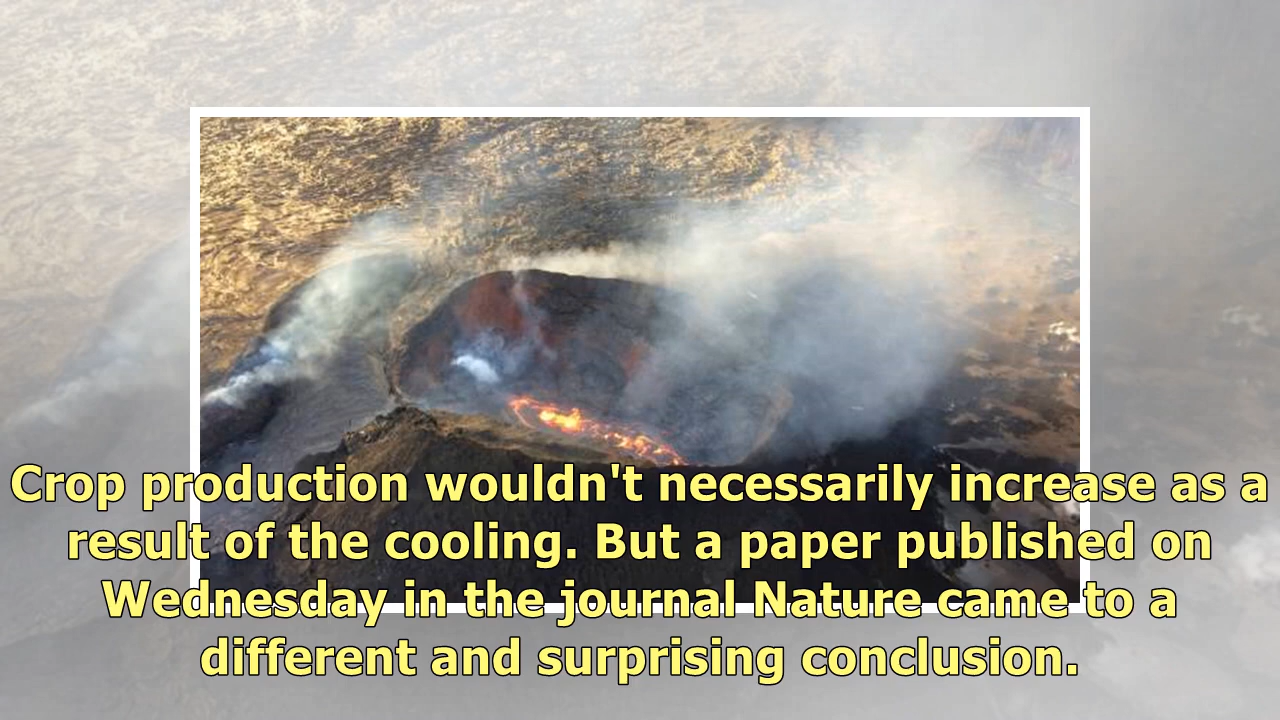 Crop production wouldn't necessarily increase as a
result of the cooling. But a paper published on
Wednesday in the journal Nature came to a
different and surprising conclusion.